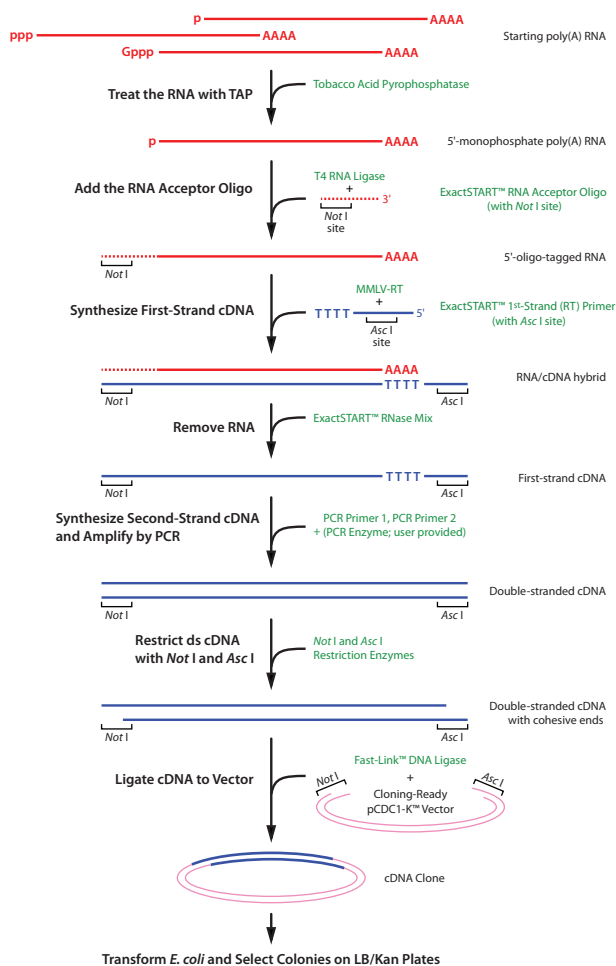 p AAAA
ppp AAAA
Starting poly(A) RNA
Gppp AAAA
Treat the RNA with TAP
Tobacco Acid Pyrophosphatase
p AAAA
5'-monophosphate poly(A) RNA
Add the RNA Acceptor Oligo
T4 RNA Ligase
+
3'
Not I
site
ExactSTART™ RNA Acceptor Oligo
(with Not I site)
AAAA
Not I
5'-oligo-tagged RNA
Synthesize First-Strand cDNA
MMLV-RT
+
TTTT 5'
Asc I
site
ExactSTART™ 1st-Strand (RT) Primer
(with Asc I site)
AAAA
TTTT
Not I
Asc I
RNA/cDNA hybrid
Remove RNA
ExactSTART™ RNase Mix
TTTT
Not I
Asc I
First-strand cDNA
Synthesize Second-Strand cDNA
and Amplify by PCR
PCR Primer 1, PCR Primer 2
+ (PCR Enzyme; user provided)
Not I
Asc I
Double-stranded cDNA
Restrict ds cDNA
with Not I and Asc I
Not I and Asc I
Restriction Enzymes
Not I
Asc I
Double-stranded cDNA
with cohesive ends
Ligate cDNA to Vector
Fast-Link™ DNA Ligase
+
Not I
Asc I
Cloning-Ready
pCDC1-K™ Vector
cDNA Clone
Transform E. coli and Select Colonies on LB/Kan Plates